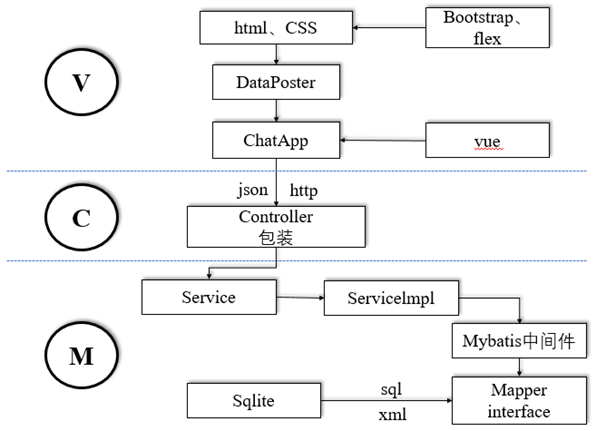 html、CSS
Bootstrap、
flex
V
DataPoster
ChatApp
vue
json http
C
Controller
包装
Service
ServiceImpl
Mybatis中间件
M
Sqlite
sql
xml
Mapper
interface